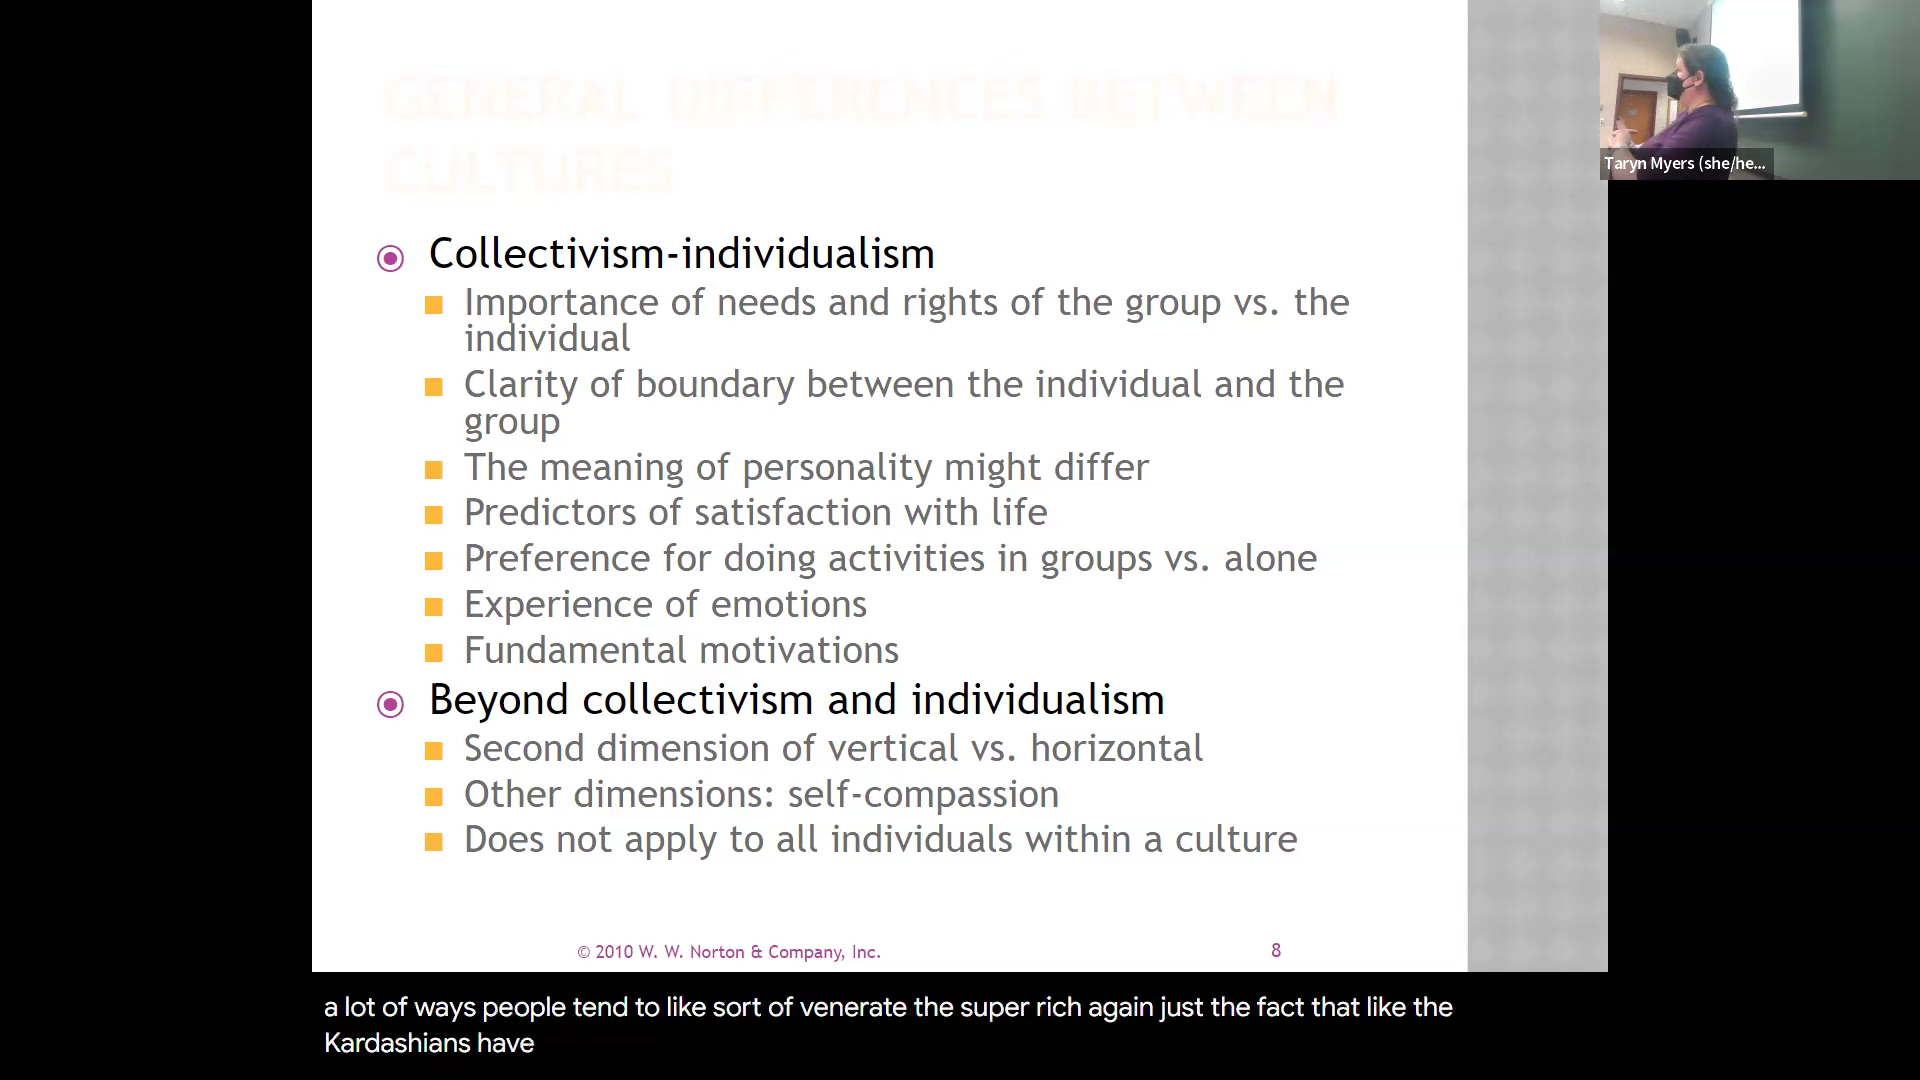 GENERAL DIFFERENCES BETWEEN
CULTURES
Collectivism-individualism
Importance of needs and rights of the group vs. the
individual
Clarity of boundary between the individual and the
group
The meaning of personality might differ
Predictors of satisfaction with life
Preference for doing activities in groups vs. alone
Experience of emotions
Fundamental motivations
Beyond collectivism and individualism
Second dimension of vertical vs. horizontal
Other dimensions: self-compassion
Does not apply to all individuals within a culture
© 2010 W. W. Norton & Company, Inc.
8
Taryn Myers (she/he...
a lot of ways people tend to like sort of venerate the super rich again just the fact that like the
Kardashians have